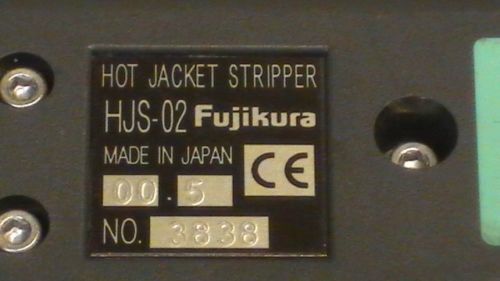 HOT JACKET STRIPPER
HJS-02 Fujikura
MADE IN JAPAN
CE
00.5
NO. 3838